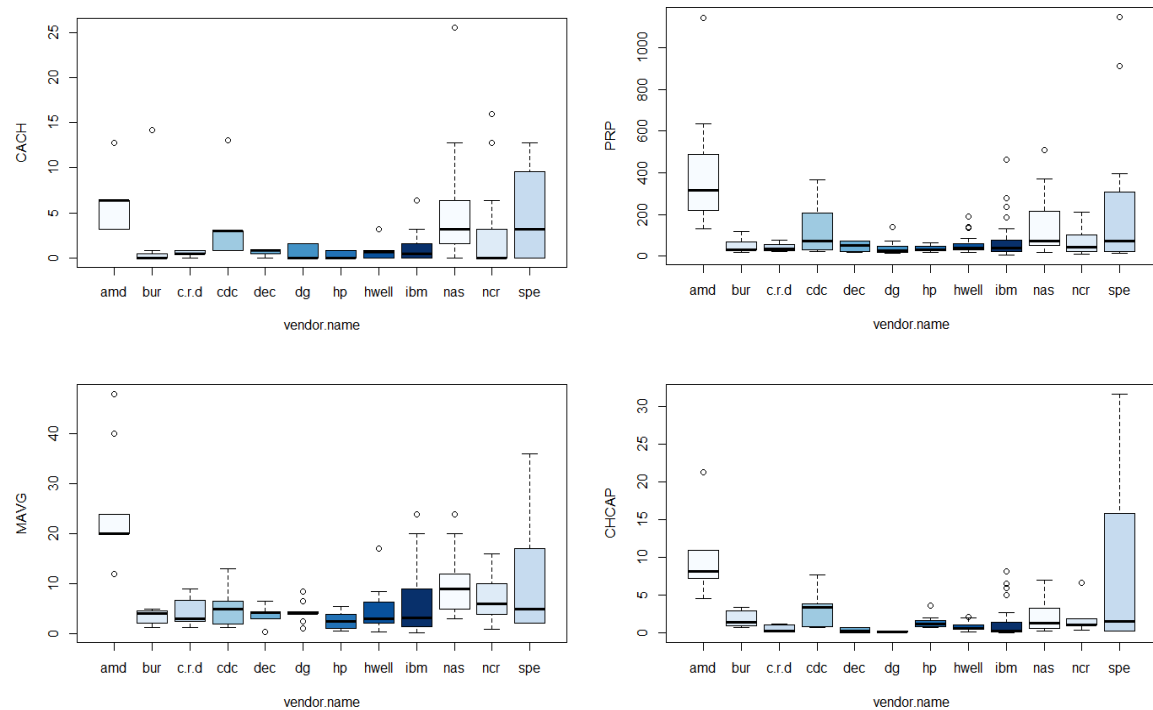 CACH
25
20
15
10
5
0
amd bur c.r.d cdc dec dg hp hwell ibm nas ncr spe
vendor.name
PRP
1000
800
600
400
200
0
amd bur c.r.d cdc dec dg hp hwell ibm nas ncr spe
vendor.name
MAVG
40
30
20
10
0
amd bur c.r.d cdc dec dg hp hwell ibm nas ncr spe
vendor.name
CHCAP
30
25
20
15
10
5
0
amd bur c.r.d cdc dec dg hp hwell ibm nas ncr spe
vendor.name